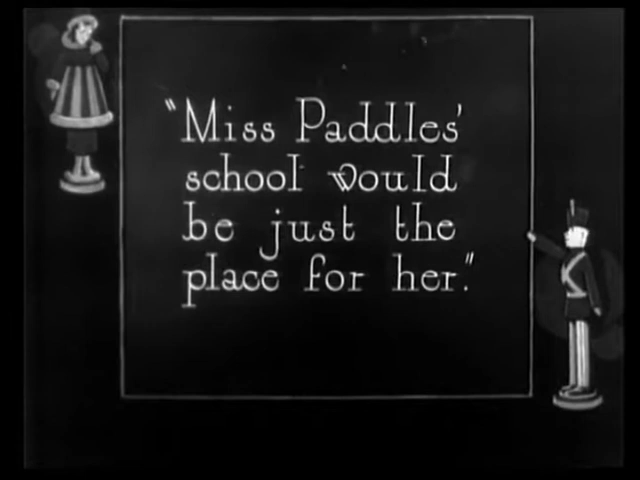 "Miss Paddles'
school would
be just the
place for her."